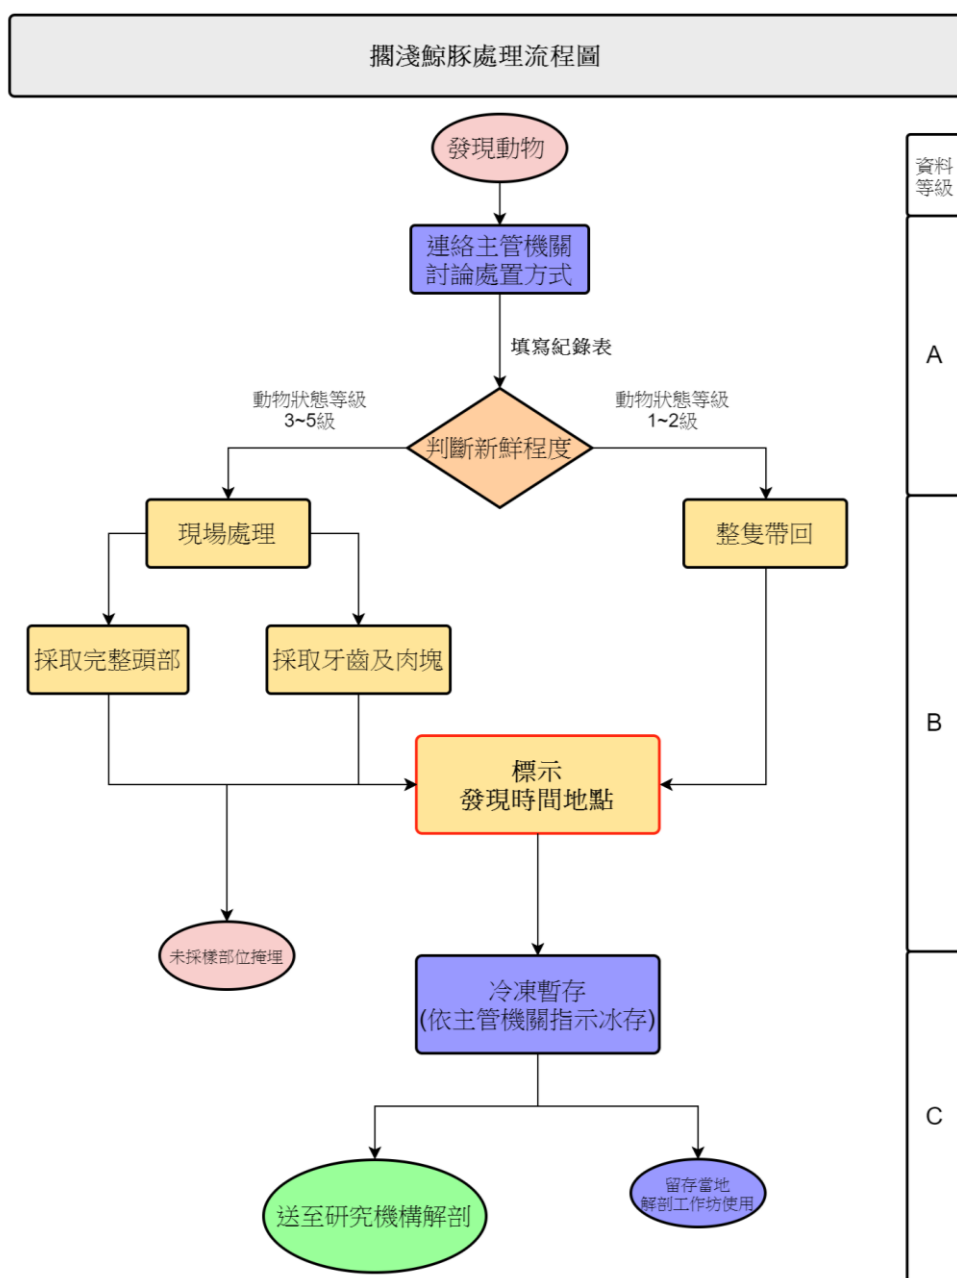 擱淺鯨豚處理流程圖
發現動物
資料
等級
連絡主管機關
討論處置方式
填寫紀錄表
A
動物狀態等級
3~5級
動物狀態等級
1~2級
判斷新鮮程度
現場處理
整隻帶回
採取完整頭部
採取牙齒及肉塊
B
標示
發現時間地點
未採樣部位掩埋
冷凍暫存
(依主管機關指示冰存)
C
送至研究機構解剖
留存當地
解剖工作坊使用